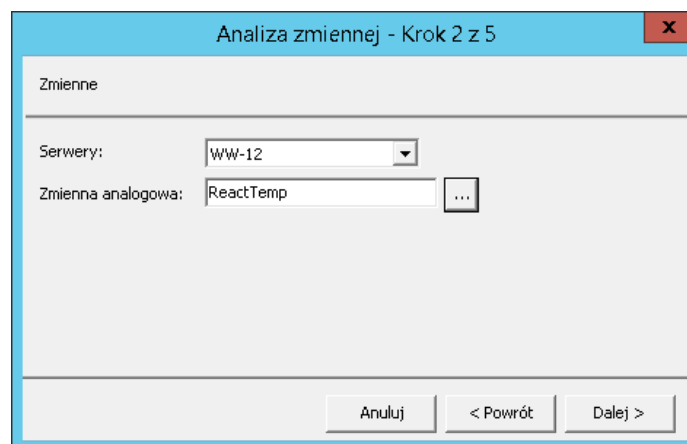 Analiza zmiennej - Krok 2 z 5
x
Zmienne
Serwery: WW-12
Zmienna analogowa: ReactTemp ...
Anuluj < Powrót Dalej >